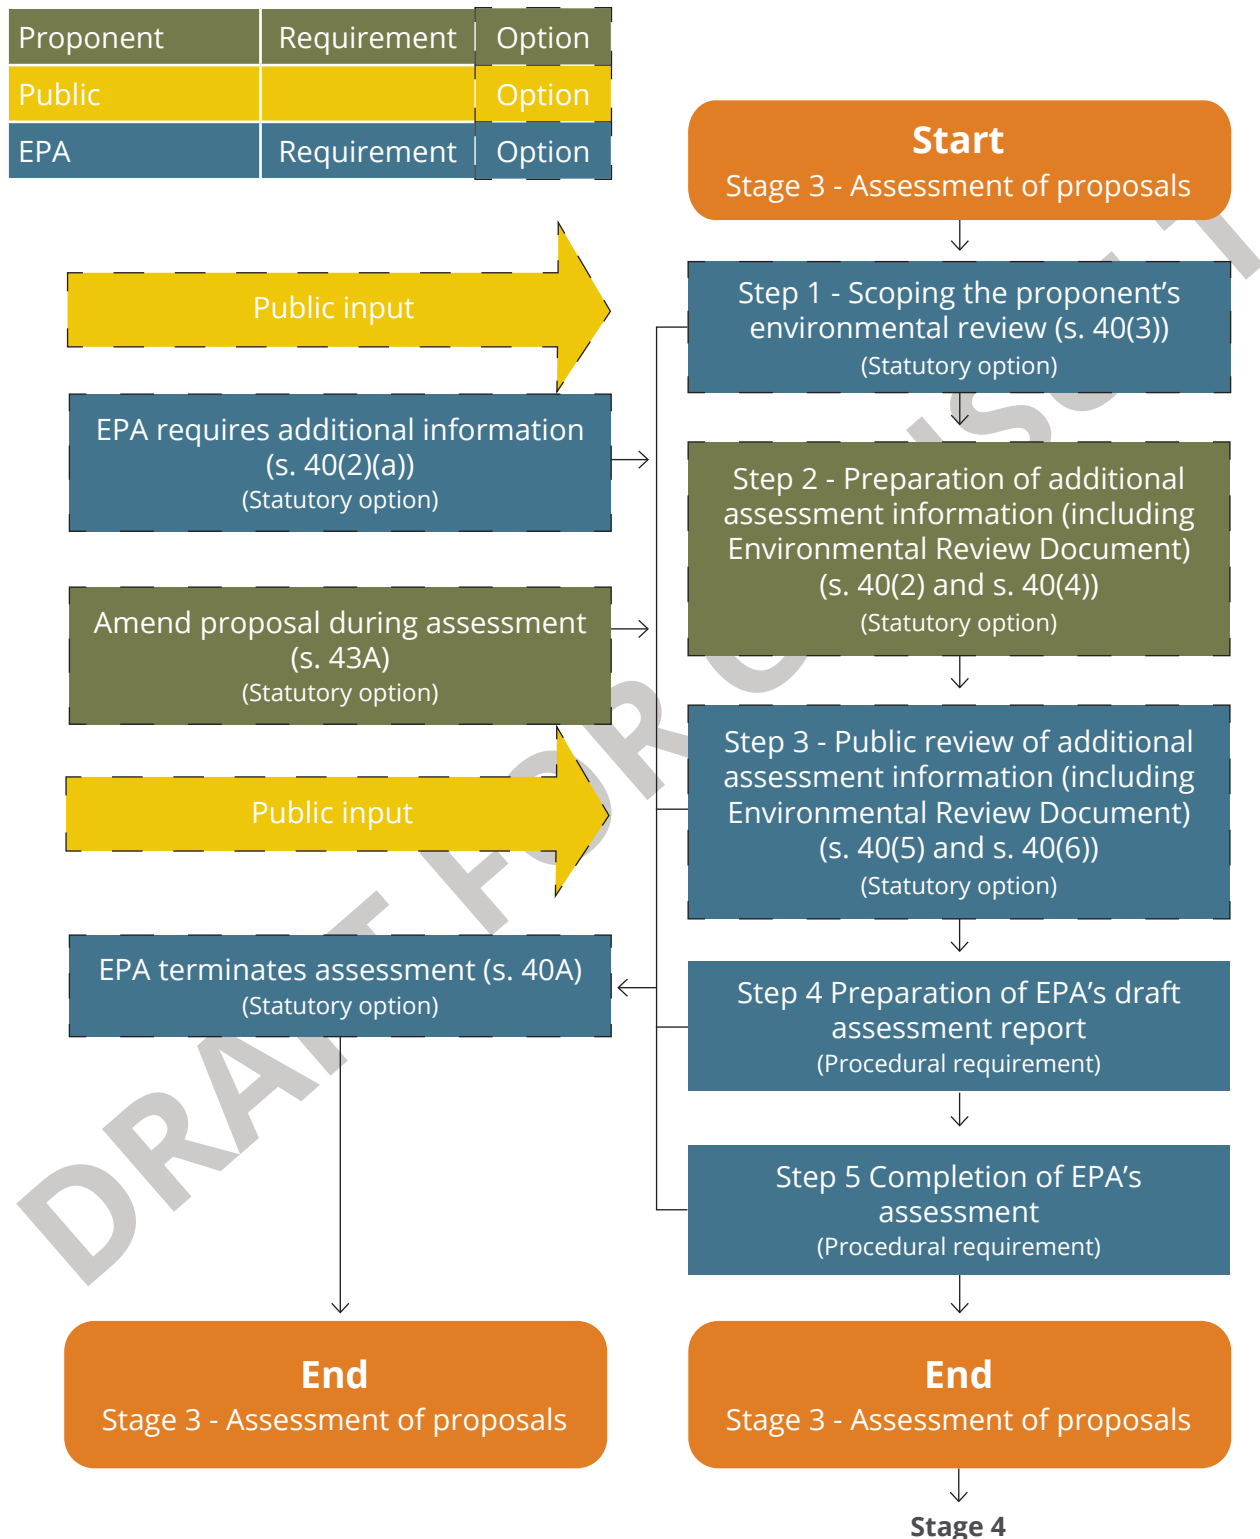 Proponent Requirement Option
Public Option
EPA Requirement Option
Start
Stage 3 - Assessment of proposals
Public input
Step 1 - Scoping the proponent’s
environmental review (s. 40(3))
(Statutory option)
EPA requires additional information
(s. 40(2)(a))
(Statutory option)
Step 2 - Preparation of additional
assessment information (including
Environmental Review Document)
(s. 40(2) and s. 40(4))
(Statutory option)
Amend proposal during assessment
(s. 43A)
(Statutory option)
Public input
Step 3 - Public review of additional
assessment information (including
Environmental Review Document)
(s. 40(5) and s. 40(6))
(Statutory option)
EPA terminates assessment (s. 40A)
(Statutory option)
Step 4 Preparation of EPA’s draft
assessment report
(Procedural requirement)
Step 5 Completion of EPA’s
assessment
(Procedural requirement)
End
Stage 3 - Assessment of proposals
End
Stage 3 - Assessment of proposals
Stage 4
DRAFT FOR